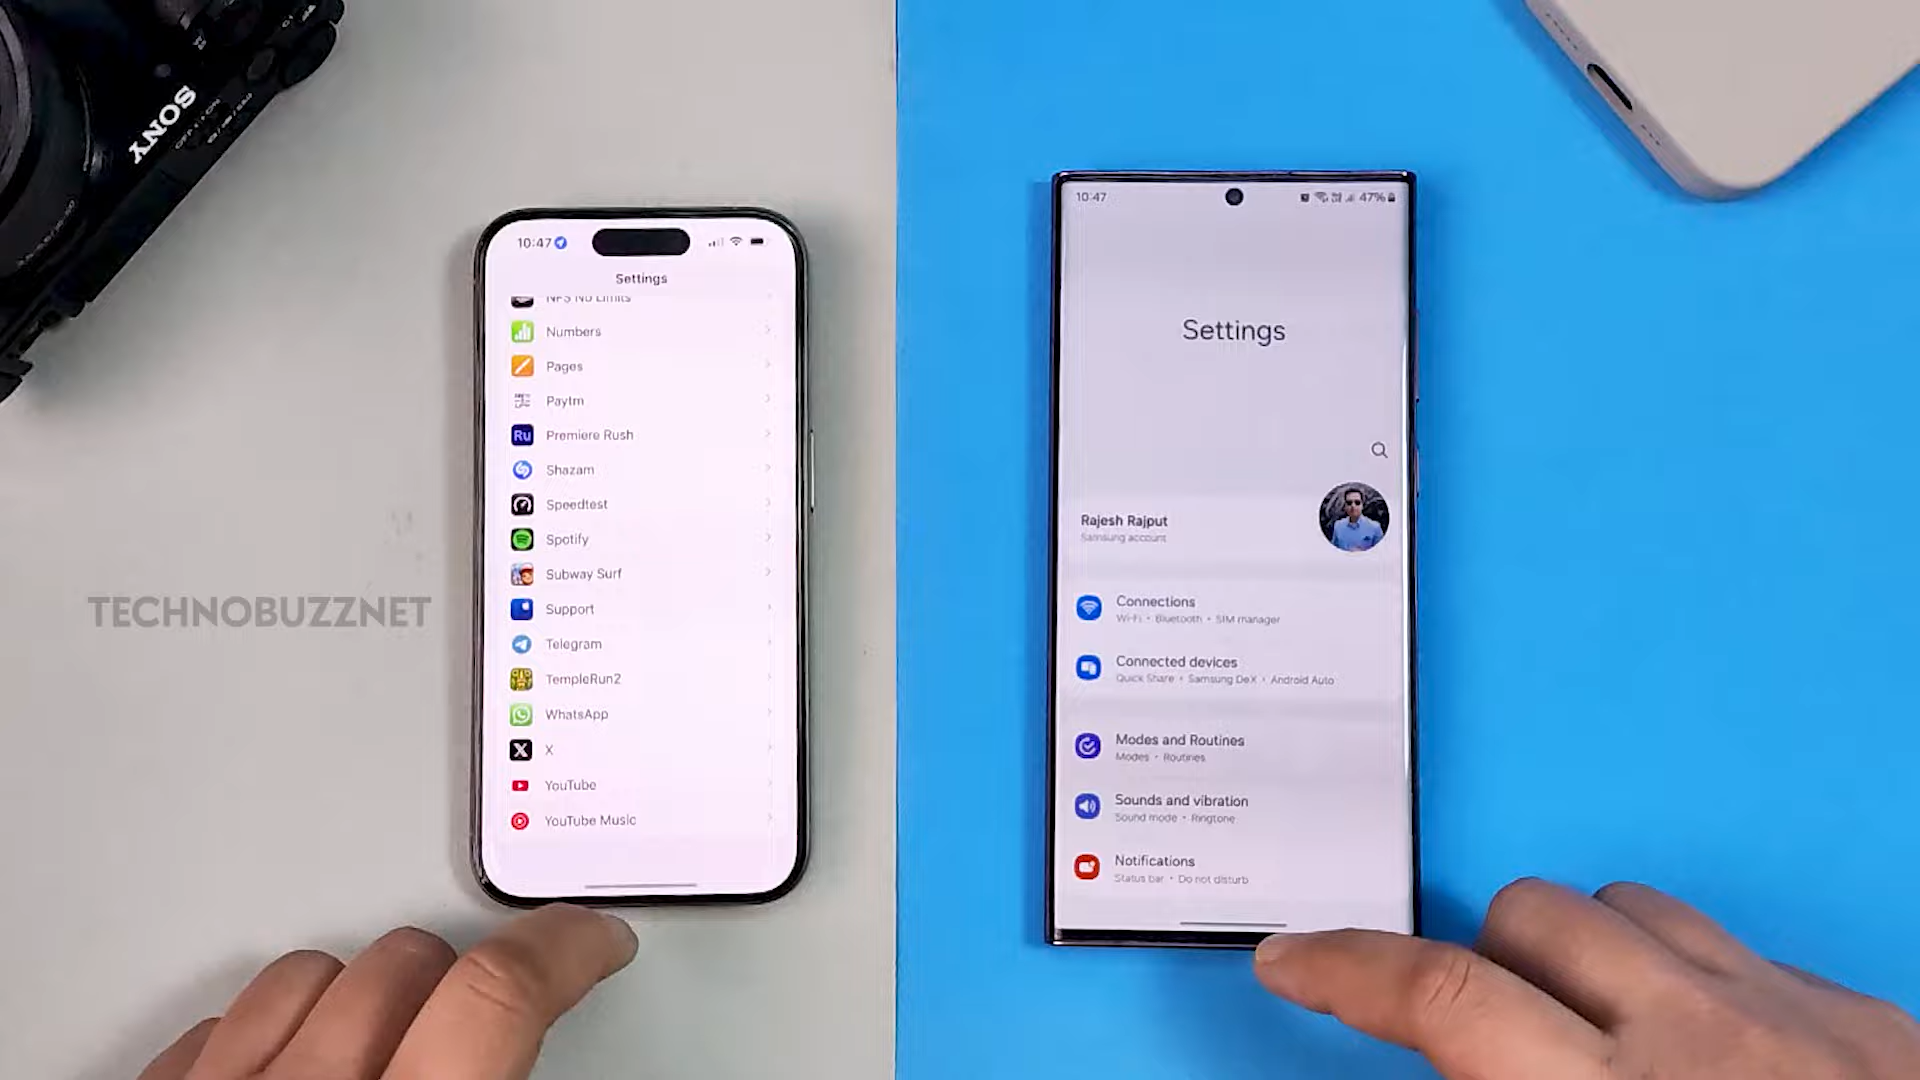 SONY
TECHNOBUZZNET
10:47
Settings
NFS No Limits
Numbers
Pages
Paytm
Ru
Premiere Rush
Shazam
Speedtest
Spotify
Subway Surf
Support
Telegram
TempleRun2
WhatsApp
X
YouTube
YouTube Music
10:47
47%
Settings
Rajesh Rajput
Samsung account
Connections
Wi-Fi • Bluetooth • SIM manager
Connected devices
Quick Share • Samsung DeX • Android Auto
Modes and Routines
Modes • Routines
Sounds and vibration
Sound mode • Ringtone
Notifications
Status bar • Do not disturb